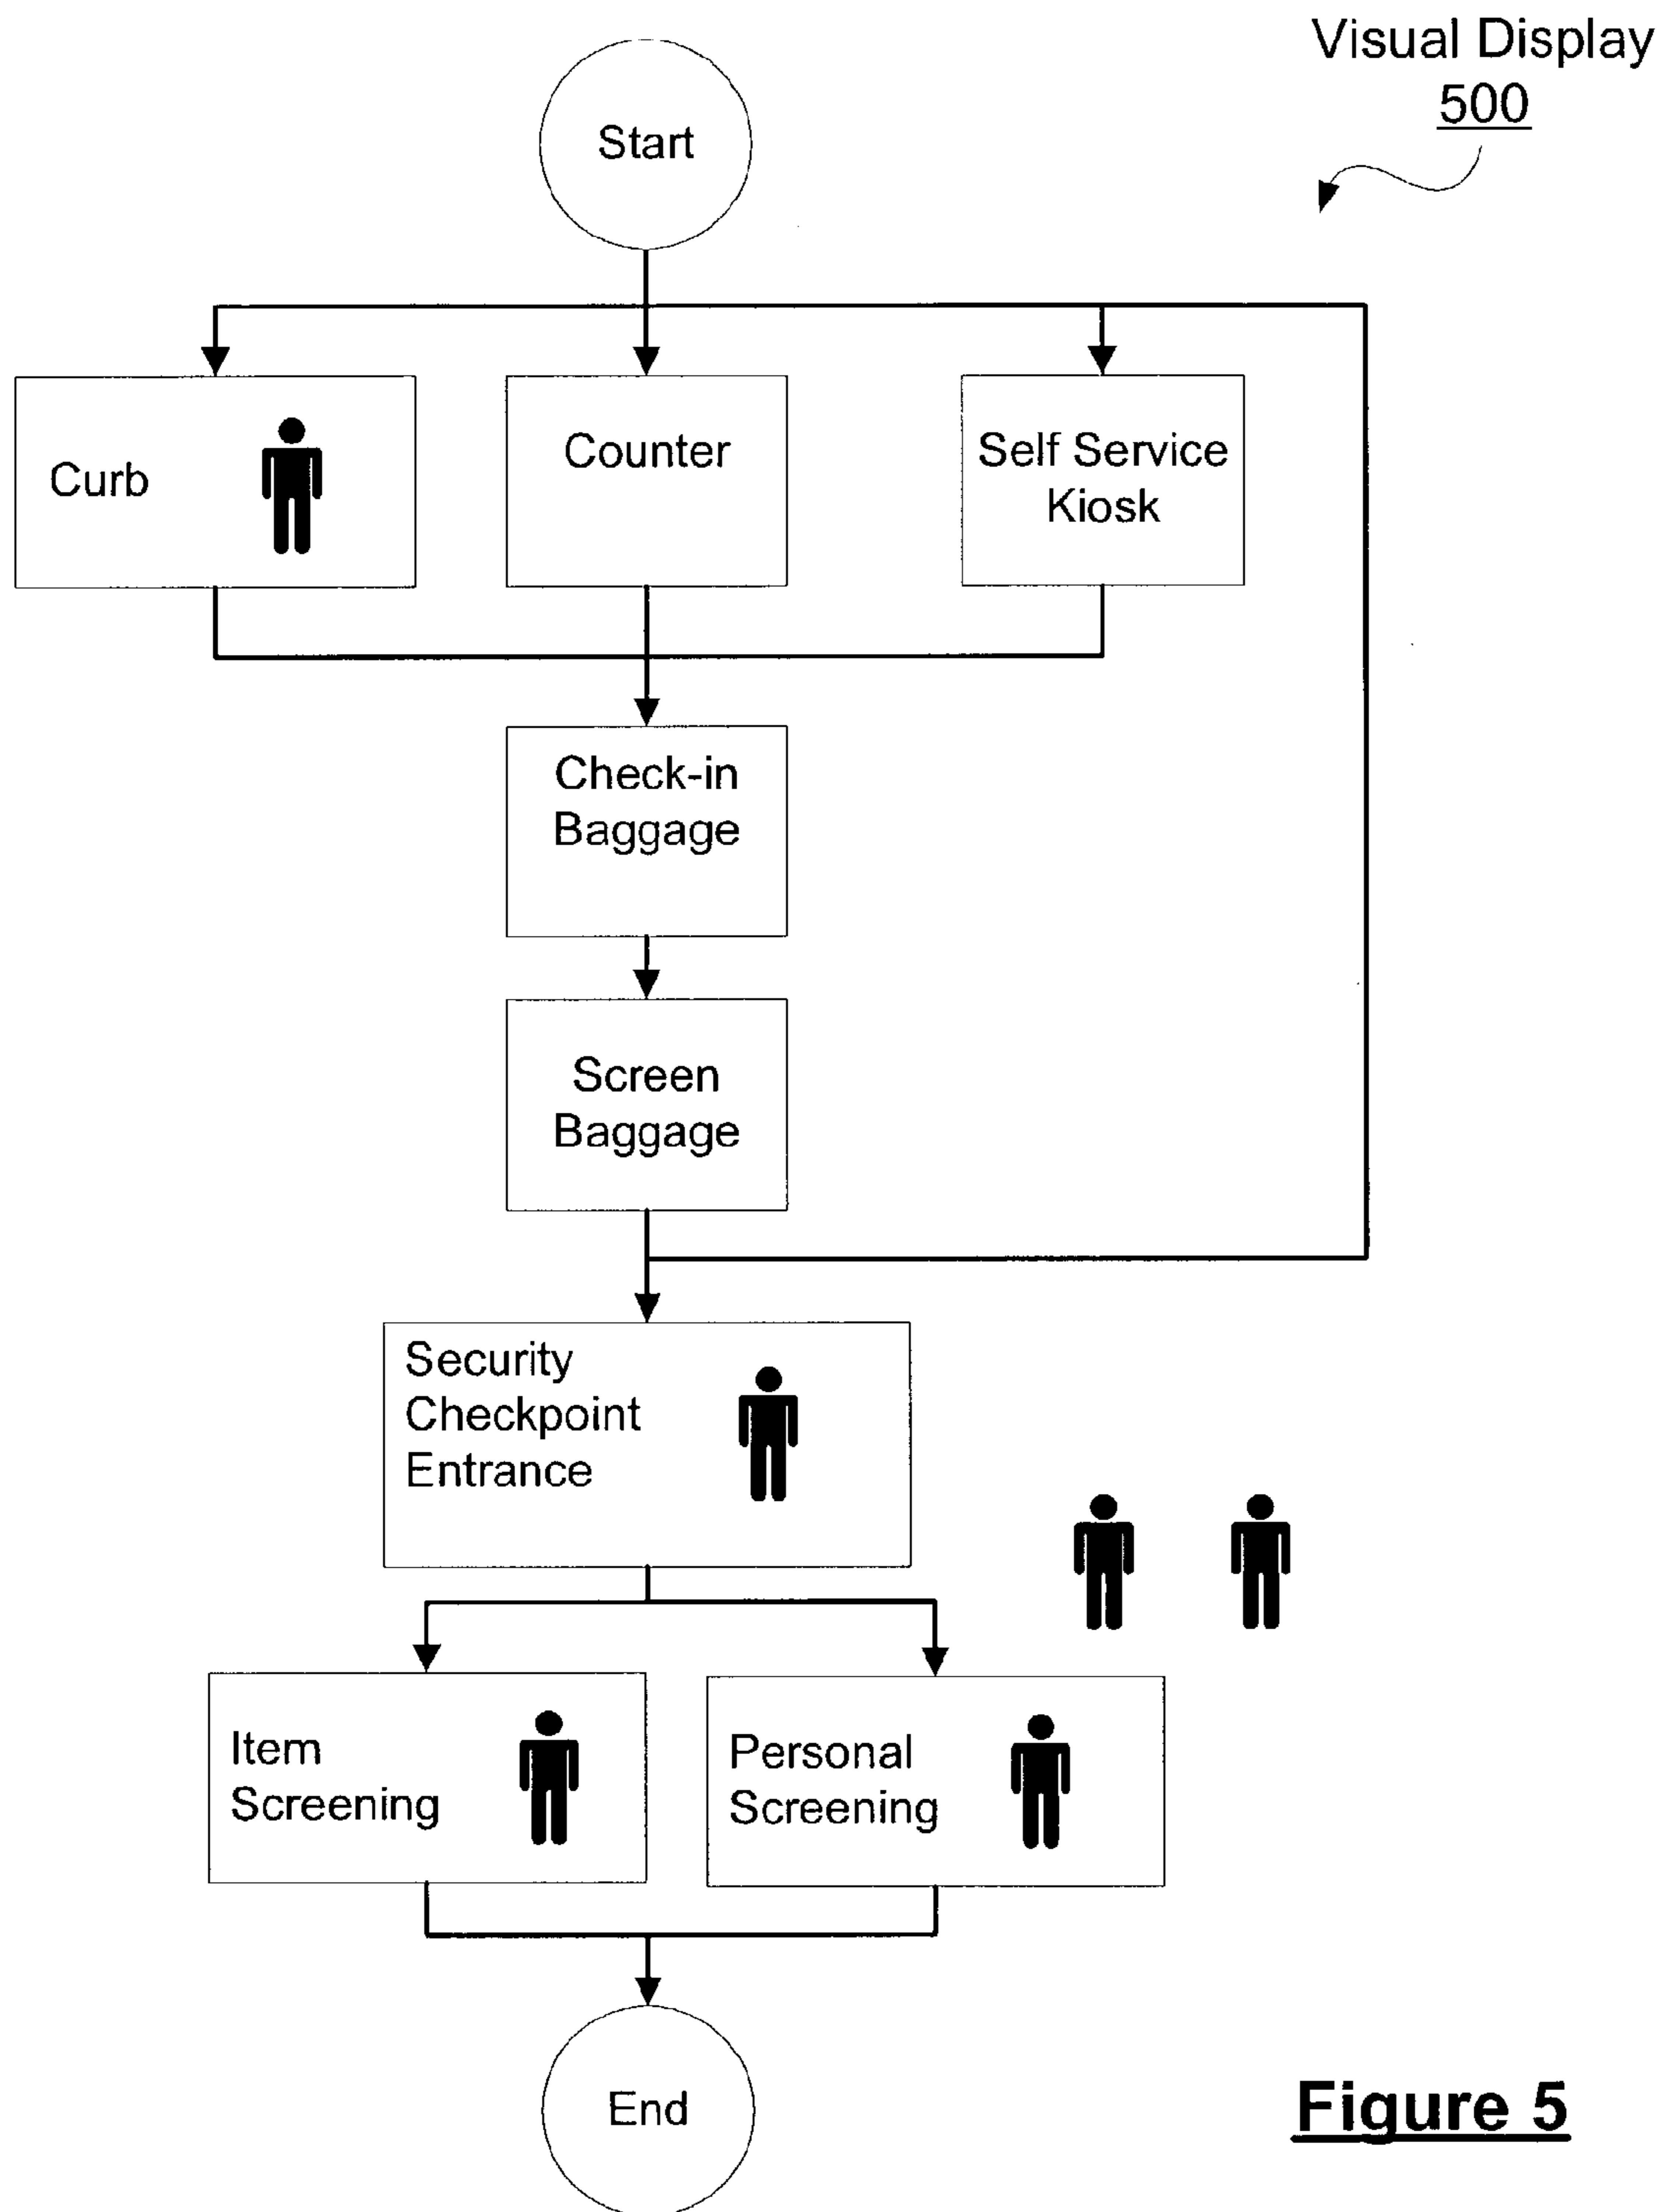 Visual Display
500
Start
Curb
Counter
Self Service
Kiosk
Check-in
Baggage
Screen
Baggage
Security
Checkpoint
Entrance
Item
Screening
Personal
Screening
End
Figure 5